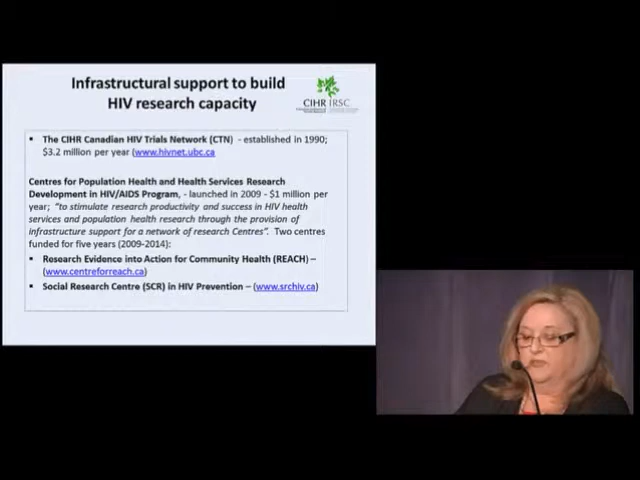 Infrastructural support to build
HIV research capacity
CIHR IRSC
▪ The CIHR Canadian HIV Trials Network (CTN) - established in 1990;
$3.2 million per year (www.hivnet.ubc.ca
Centres for Population Health and Health Services Research
Development in HIV/AIDS Program, - launched in 2009 - $1 million per
year; "to stimulate research productivity and success in HIV health
services and population health research through the provision of
infrastructure support for a network of research Centres". Two centres
funded for five years (2009-2014):
▪ Research Evidence into Action for Community Health (REACH) –
(www.centreforreach.ca)
▪ Social Research Centre (SCR) in HIV Prevention – (www.srchiv.ca)